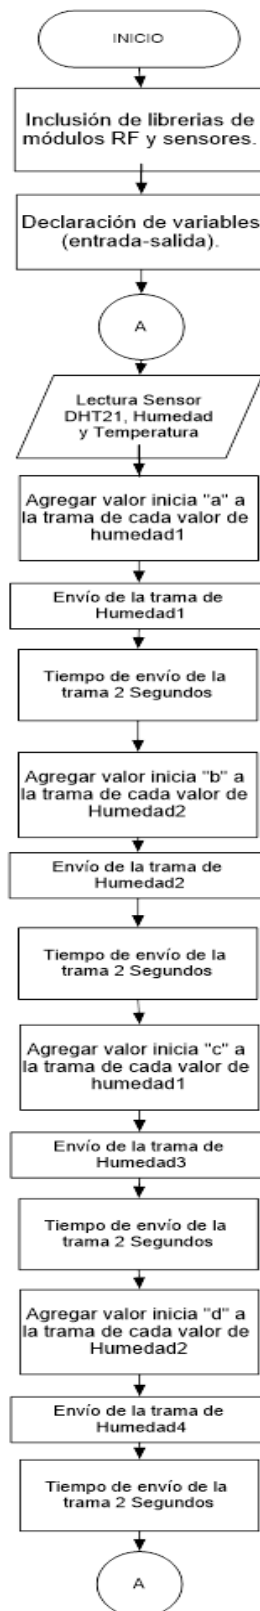 INICIO
Inclusión de librerias de
módulos RF y sensores.
Declaración de variables
(entrada-salida).
A
Lectura Sensor
DHT21, Humedad
y Temperatura
Agregar valor inicia "a" a
la trama de cada valor de
humedad1
Envío de la trama de
Humedad1
Tiempo de envío de la
trama 2 Segundos
Agregar valor inicia "b" a
la trama de cada valor de
Humedad2
Envío de la trama de
Humedad2
Tiempo de envío de la
trama 2 Segundos
Agregar valor inicia "c" a
la trama de cada valor de
humedad1
Envío de la trama de
Humedad3
Tiempo de envío de la
trama 2 Segundos
Agregar valor inicia "d" a
la trama de cada valor de
Humedad2
Envío de la trama de
Humedad4
Tiempo de envío de la
trama 2 Segundos
A